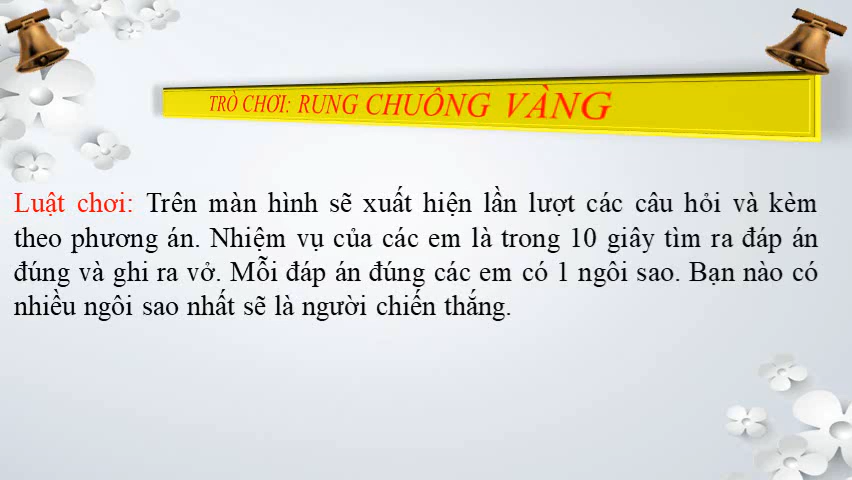 TRÒ CHƠI: RUNG CHUÔNG VÀNG
Luật chơi: Trên màn hình sẽ xuất hiện lần lượt các câu hỏi và kèm
theo phương án. Nhiệm vụ của các em là trong 10 giây tìm ra đáp án
đúng và ghi ra vở. Mỗi đáp án đúng các em có 1 ngôi sao. Bạn nào có
nhiều ngôi sao nhất sẽ là người chiến thắng.